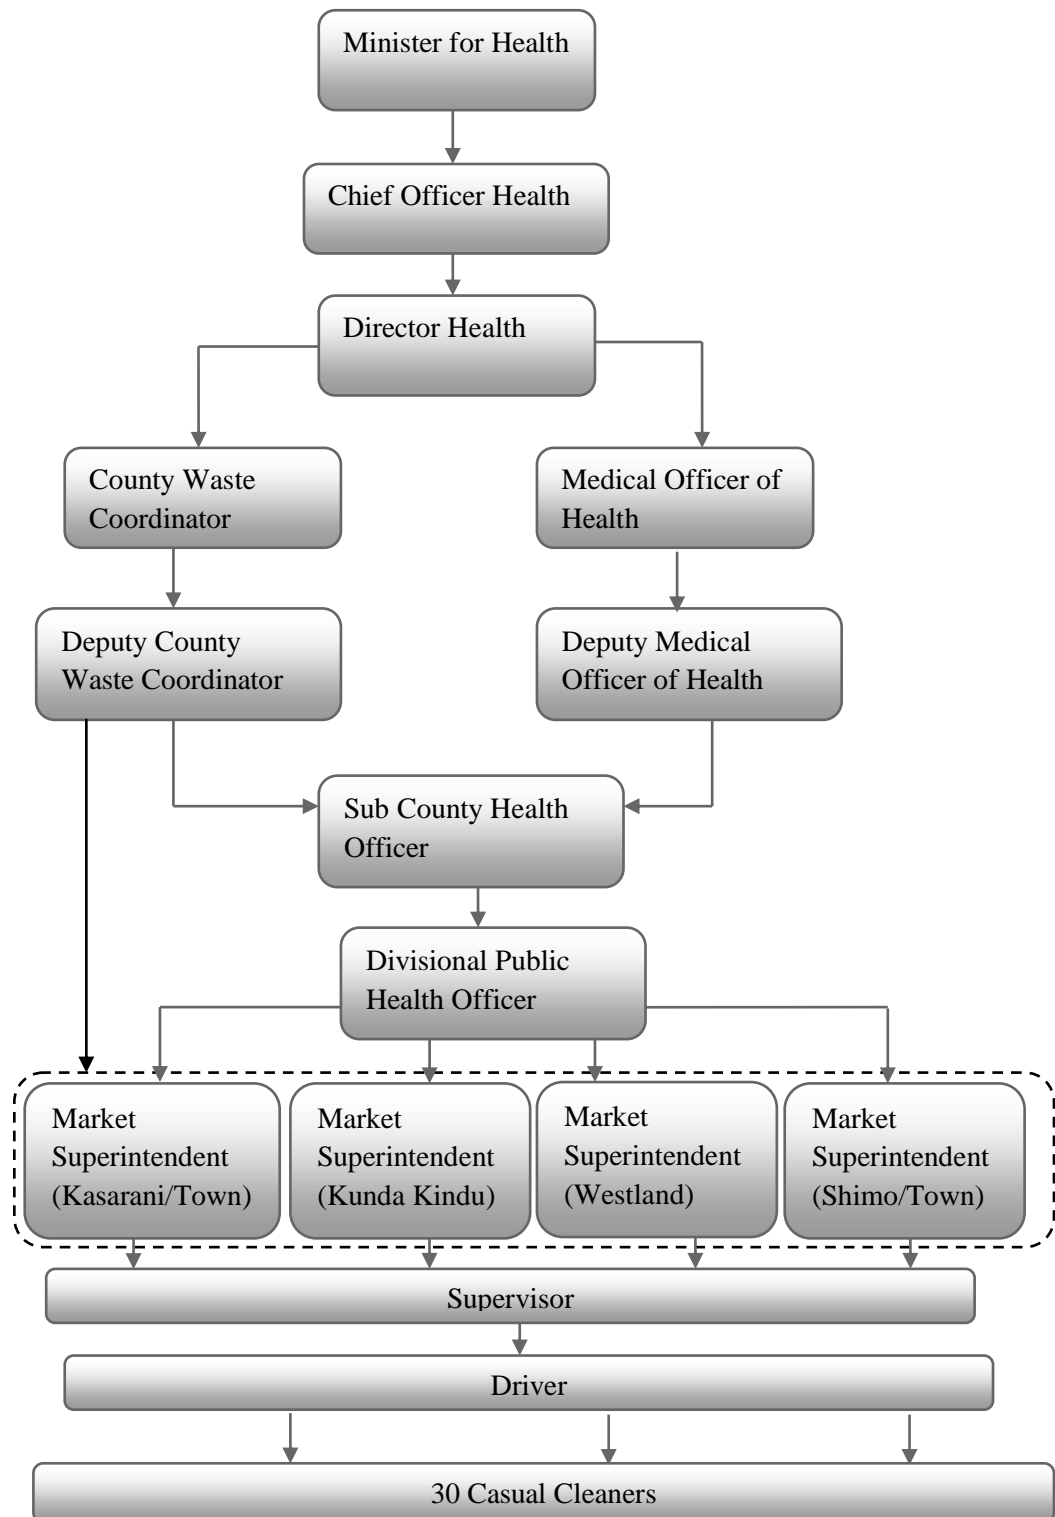 Minister for Health
Chief Officer Health
Director Health
County Waste
Coordinator
Medical Officer of
Health
Deputy County
Waste Coordinator
Deputy Medical
Officer of Health
Sub County Health
Officer
Divisional Public
Health Officer
Market
Superintendent
(Kasarani/Town)
Market
Superintendent
(Kunda Kindu)
Market
Superintendent
(Westland)
Market
Superintendent
(Shimo/Town)
Supervisor
Driver
30 Casual Cleaners